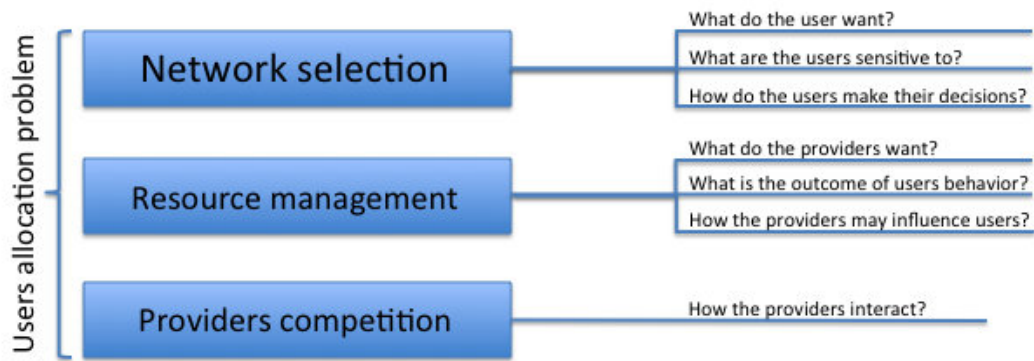 Users allocation problem
Network selection
What do the user want?
What are the users sensitive to?
How do the users make their decisions?
Resource management
What do the providers want?
What is the outcome of users behavior?
How the providers may influence users?
Providers competition
How the providers interact?